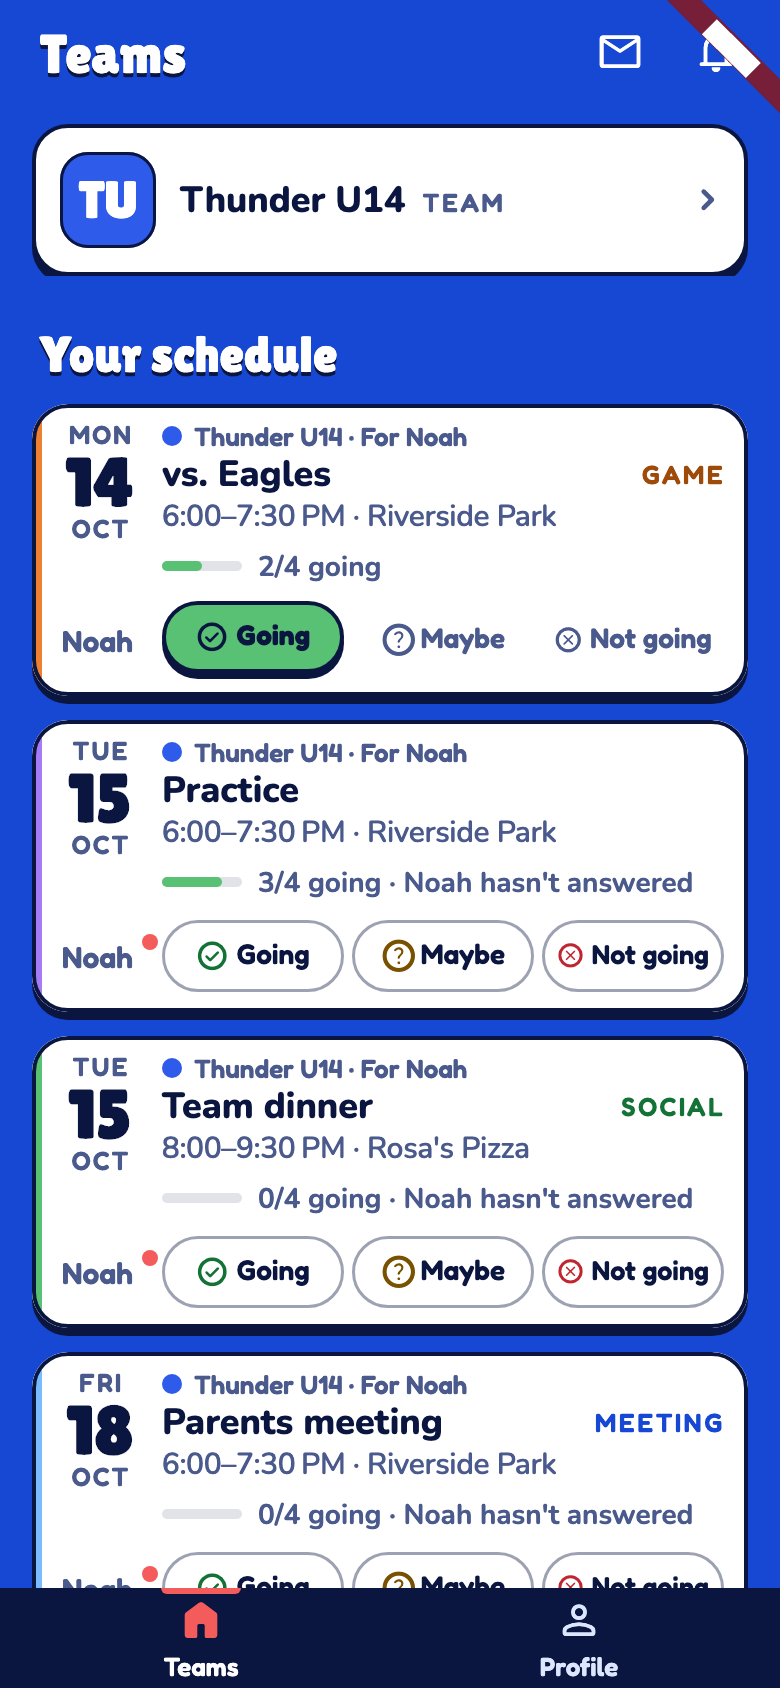 Teams
TU Thunder U14 TEAM
Your schedule
MON
14
OCT
Thunder U14 · For Noah
vs. Eagles GAME
6:00–7:30 PM · Riverside Park
2/4 going
Noah Going Maybe Not going
TUE
15
OCT
Thunder U14 · For Noah
Practice
6:00–7:30 PM · Riverside Park
3/4 going · Noah hasn't answered
Noah Going Maybe Not going
TUE
15
OCT
Thunder U14 · For Noah
Team dinner SOCIAL
8:00–9:30 PM · Rosa's Pizza
0/4 going · Noah hasn't answered
Noah Going Maybe Not going
FRI
18
OCT
Thunder U14 · For Noah
Parents meeting MEETING
6:00–7:30 PM · Riverside Park
0/4 going · Noah hasn't answered
Noah Going Maybe Not going
Teams Profile